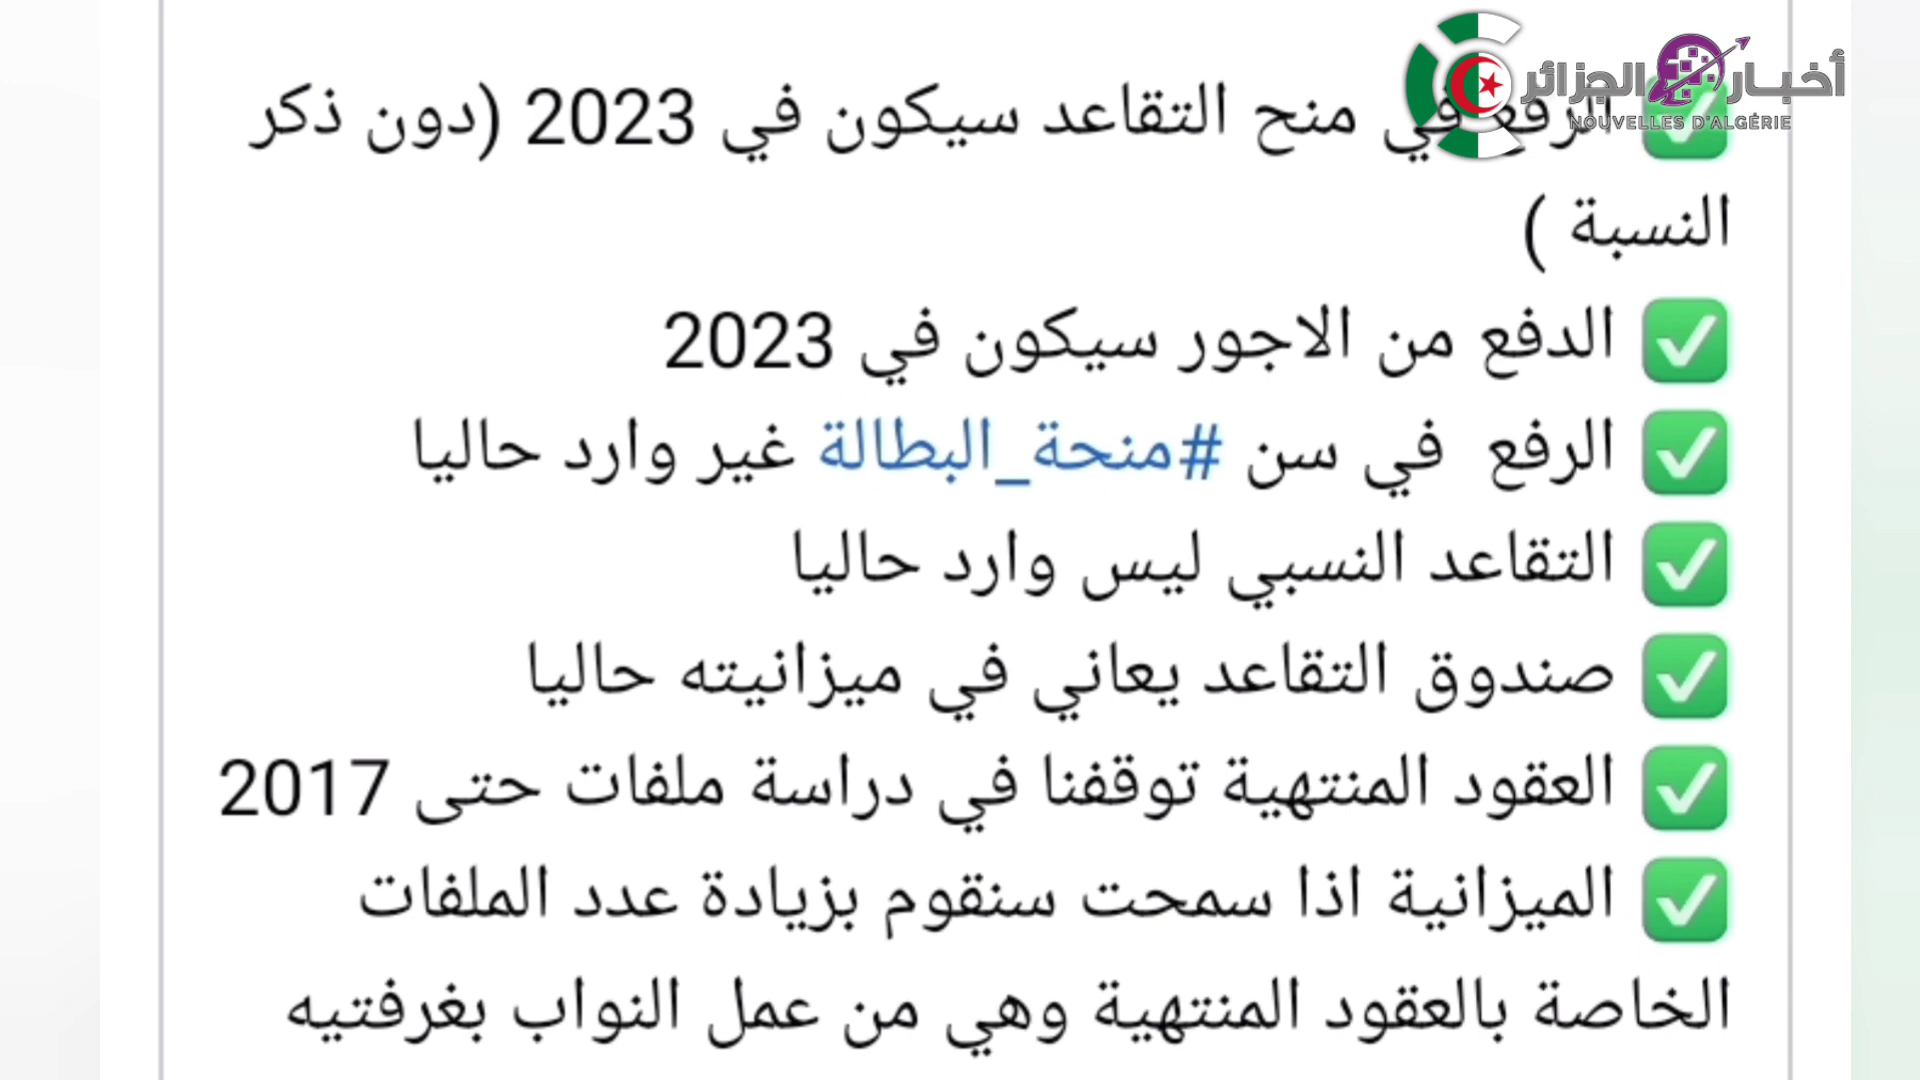 أخبار الجزائر
NOUVELLES D'ALGÉRIE
الرفع في منح التقاعد سيكون في 2023 (دون ذكر
النسبة )
الدفع من الاجور سيكون في 2023
الرفع في سن #منحة_البطالة غير وارد حاليا
التقاعد النسبي ليس وارد حاليا
صندوق التقاعد يعاني في ميزانيته حاليا
العقود المنتهية توقفنا في دراسة ملفات حتى 2017
الميزانية اذا سمحت سنقوم بزيادة عدد الملفات
الخاصة بالعقود المنتهية وهي من عمل النواب بغرفتيه